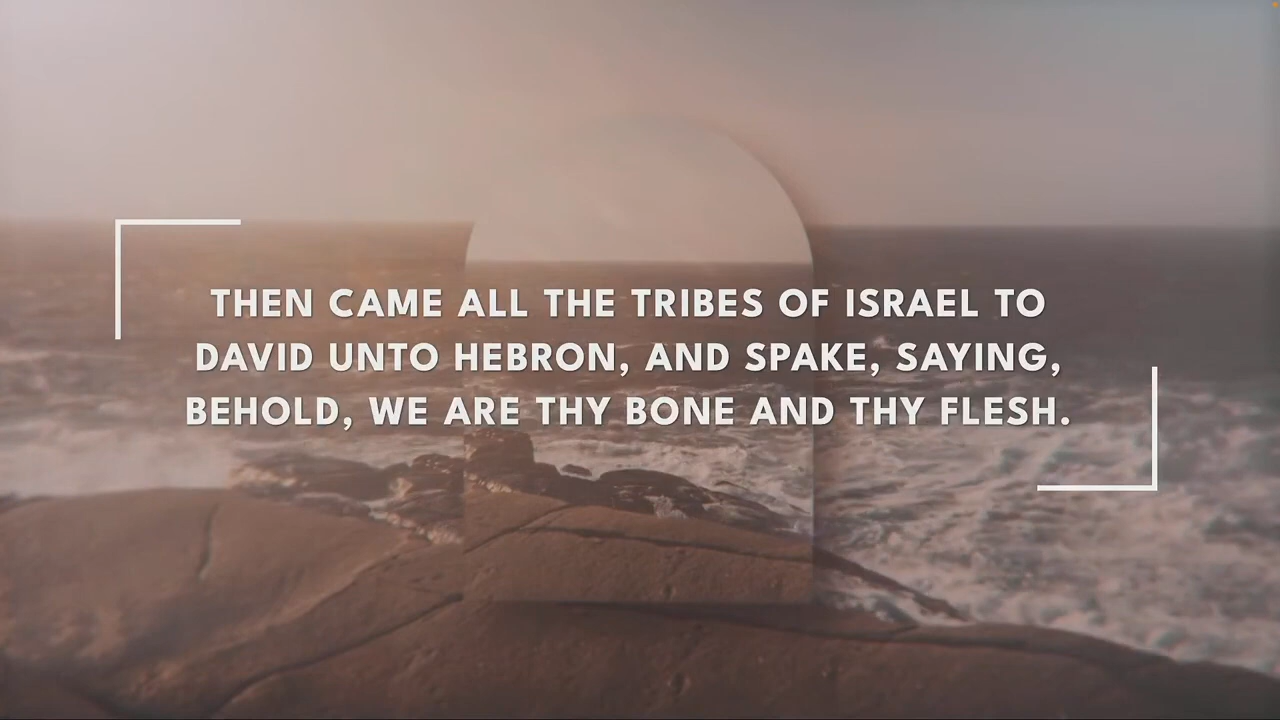 THEN CAME ALL THE TRIBES OF ISRAEL TO
DAVID UNTO HEBRON, AND SPAKE, SAYING,
BEHOLD, WE ARE THY BONE AND THY FLESH.